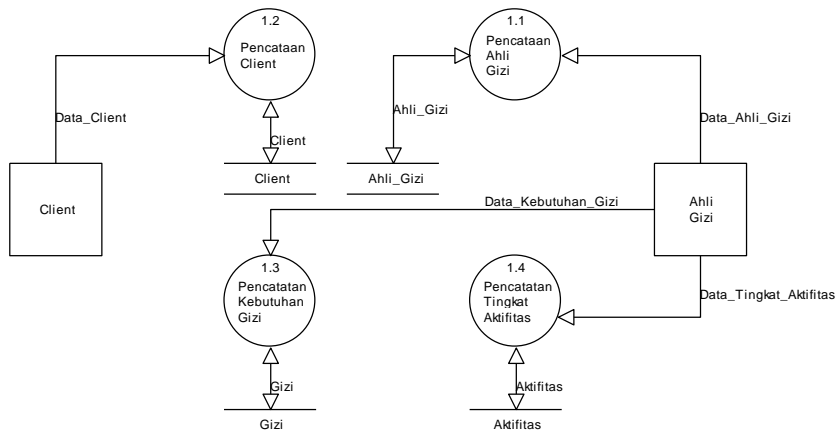 1.2
Pencataan
Client
1.1
Pencataan
Ahli
Gizi
Data_Client
Ahli_Gizi
Data_Ahli_Gizi
Client
Client
Ahli_Gizi
Client
Ahli
Gizi
Data_Kebutuhan_Gizi
1.3
Pencatatan
Kebutuhan
Gizi
1.4
Pencatatan
Tingkat
Aktifitas
Data_Tingkat_Aktifitas
Gizi
Aktifitas
Gizi
Aktifitas